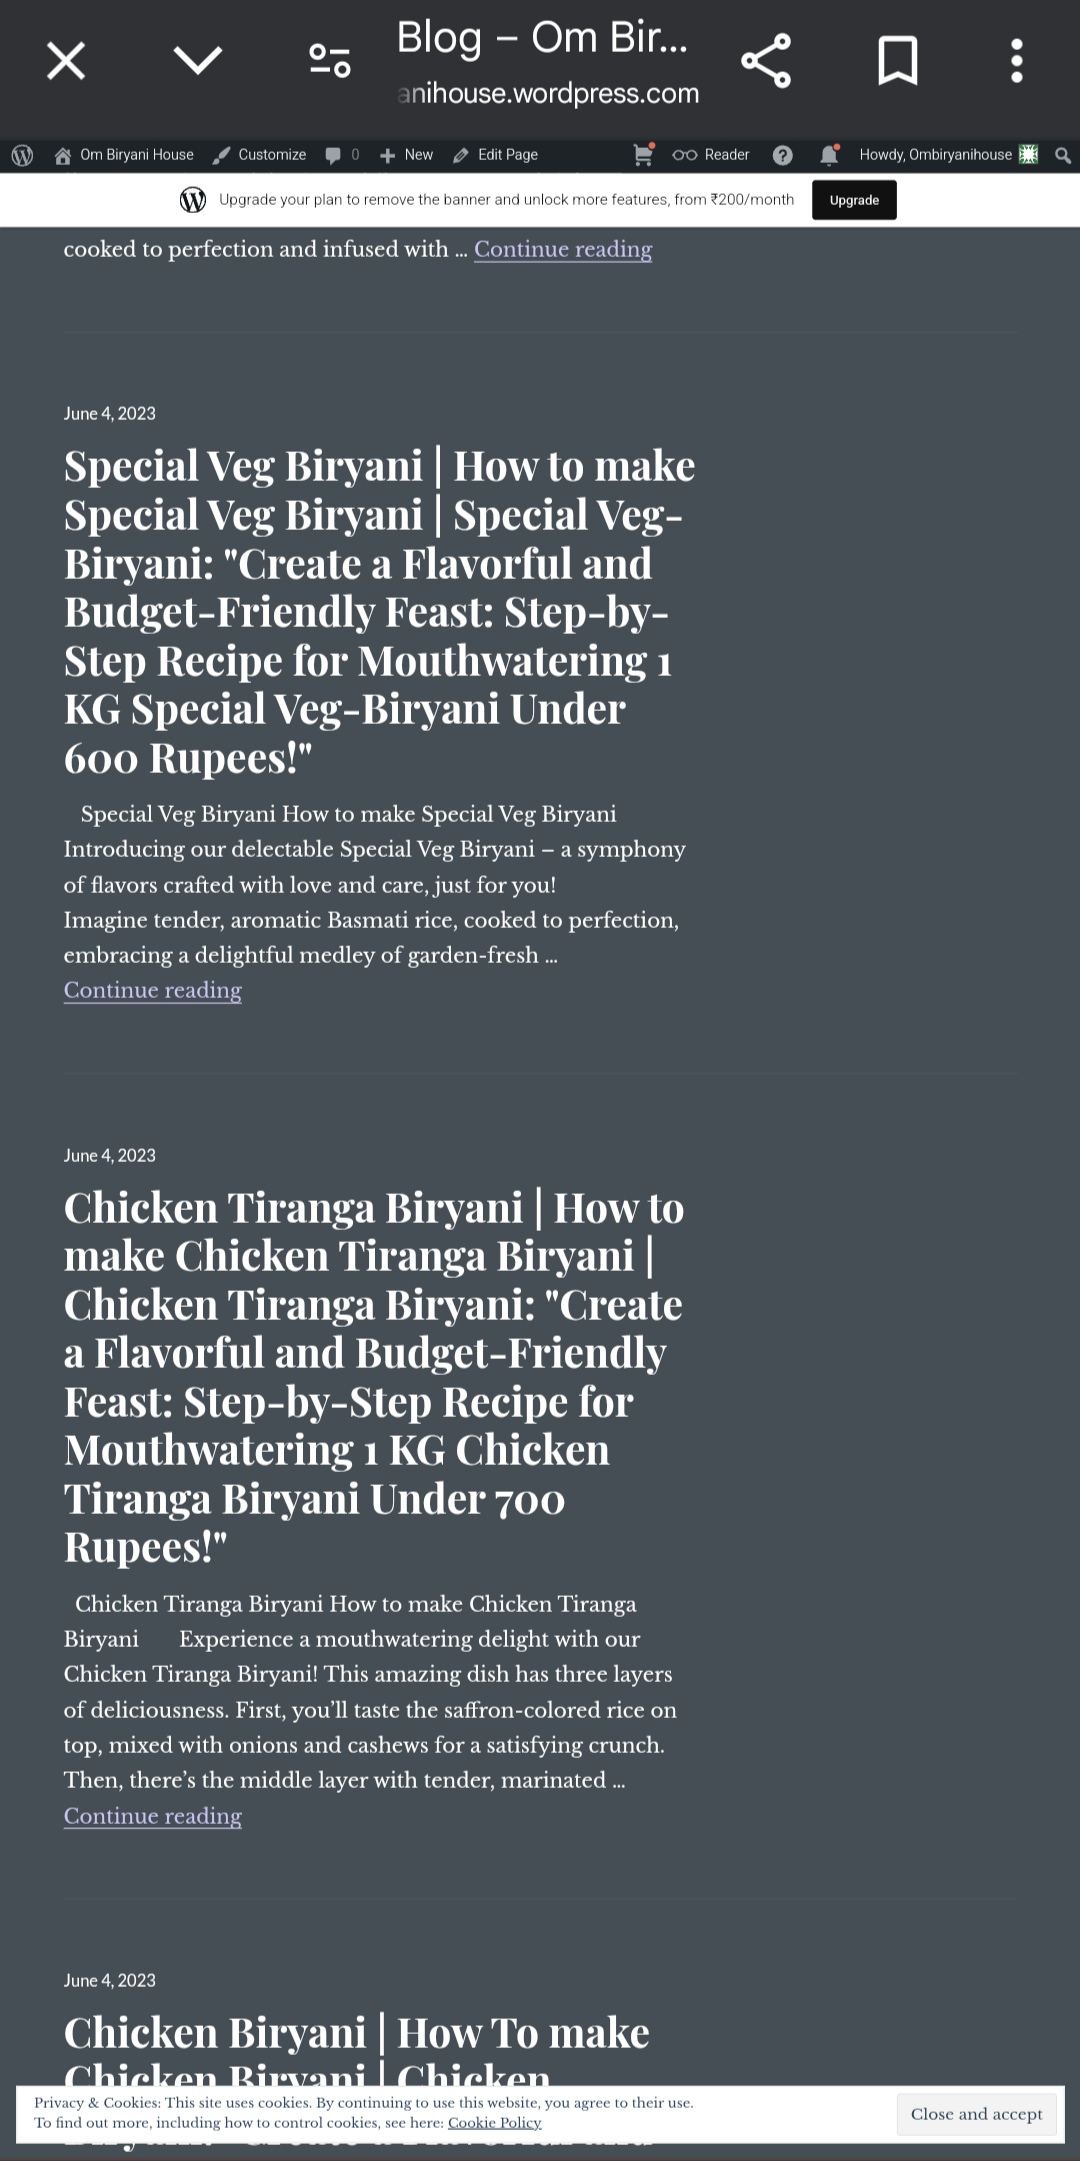 Blog – Om Bir...
anihouse.wordpress.com
Om Biryani House Customize 0 New Edit Page Reader Howdy, Ombiryanihouse
Upgrade your plan to remove the banner and unlock more features, from ₹200/month Upgrade
cooked to perfection and infused with … Continue reading
June 4, 2023
Special Veg Biryani | How to make
Special Veg Biryani | Special Veg-
Biryani: "Create a Flavorful and
Budget-Friendly Feast: Step-by-
Step Recipe for Mouthwatering 1
KG Special Veg-Biryani Under
600 Rupees!"
Special Veg Biryani How to make Special Veg Biryani
Introducing our delectable Special Veg Biryani – a symphony
of flavors crafted with love and care, just for you!
Imagine tender, aromatic Basmati rice, cooked to perfection,
embracing a delightful medley of garden-fresh …
Continue reading
June 4, 2023
Chicken Tiranga Biryani | How to
make Chicken Tiranga Biryani |
Chicken Tiranga Biryani: "Create
a Flavorful and Budget-Friendly
Feast: Step-by-Step Recipe for
Mouthwatering 1 KG Chicken
Tiranga Biryani Under 700
Rupees!"
Chicken Tiranga Biryani How to make Chicken Tiranga
Biryani Experience a mouthwatering delight with our
Chicken Tiranga Biryani! This amazing dish has three layers
of deliciousness. First, you’ll taste the saffron-colored rice on
top, mixed with onions and cashews for a satisfying crunch.
Then, there’s the middle layer with tender, marinated …
Continue reading
June 4, 2023
Chicken Biryani | How To make
Chicken Biryani | Chicken
Privacy & Cookies: This site uses cookies. By continuing to use this website, you agree to their use.
To find out more, including how to control cookies, see here: Cookie Policy
Close and accept